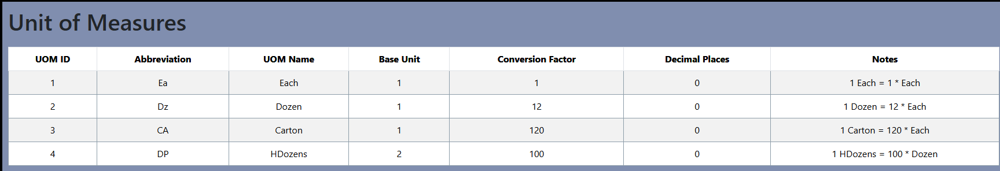 Unit of Measures
UOM ID Abbreviation UOM Name Base Unit Conversion Factor Decimal Places Notes
1 Ea Each 1 1 0 1 Each = 1 * Each
2 Dz Dozen 1 12 0 1 Dozen = 12 * Each
3 CA Carton 1 120 0 1 Carton = 120 * Each
4 DP HDozens 2 100 0 1 HDozens = 100 * Dozen